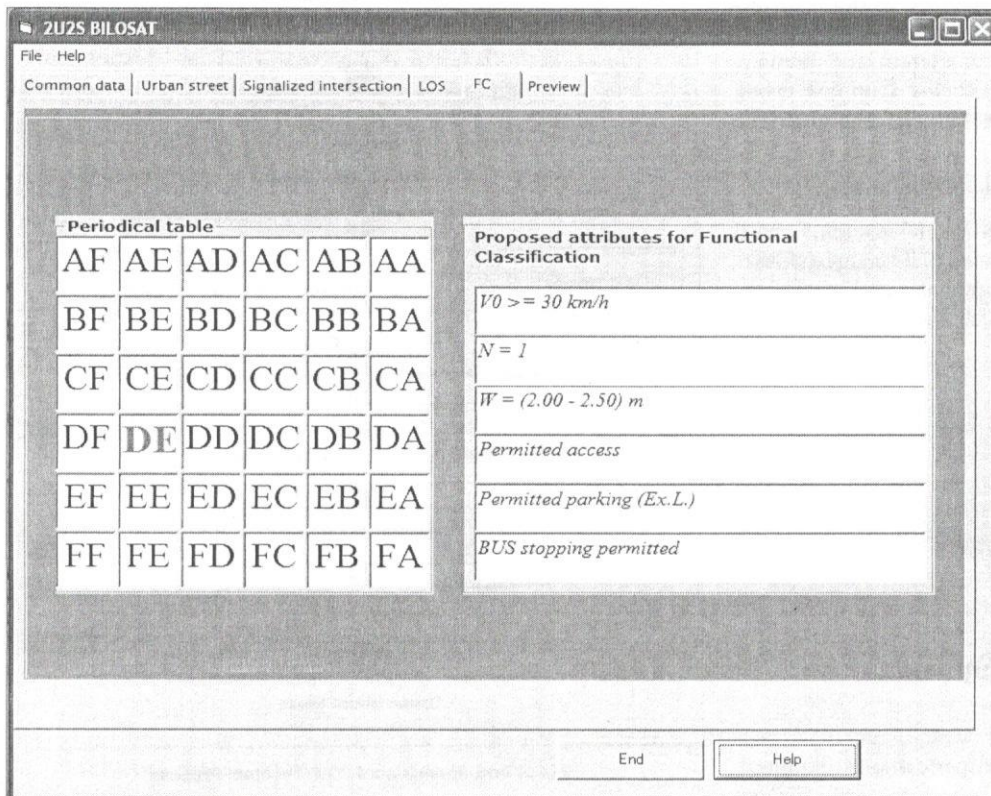 2U2S BILOSAT
File Help
Common data Urban street Signalized intersection LOS FC Preview
Periodical table
AF AE AD AC AB AA
BF BE BD BC BB BA
CF CE CD CC CB CA
DF DE DD DC DB DA
EF EE ED EC EB EA
FF FE FD FC FB FA
Proposed attributes for Functional
Classification
V0 >= 30 km/h
N = 1
W = (2.00 - 2.50) m
Permitted access
Permitted parking (Ex.L.)
BUS stopping permitted
End Help